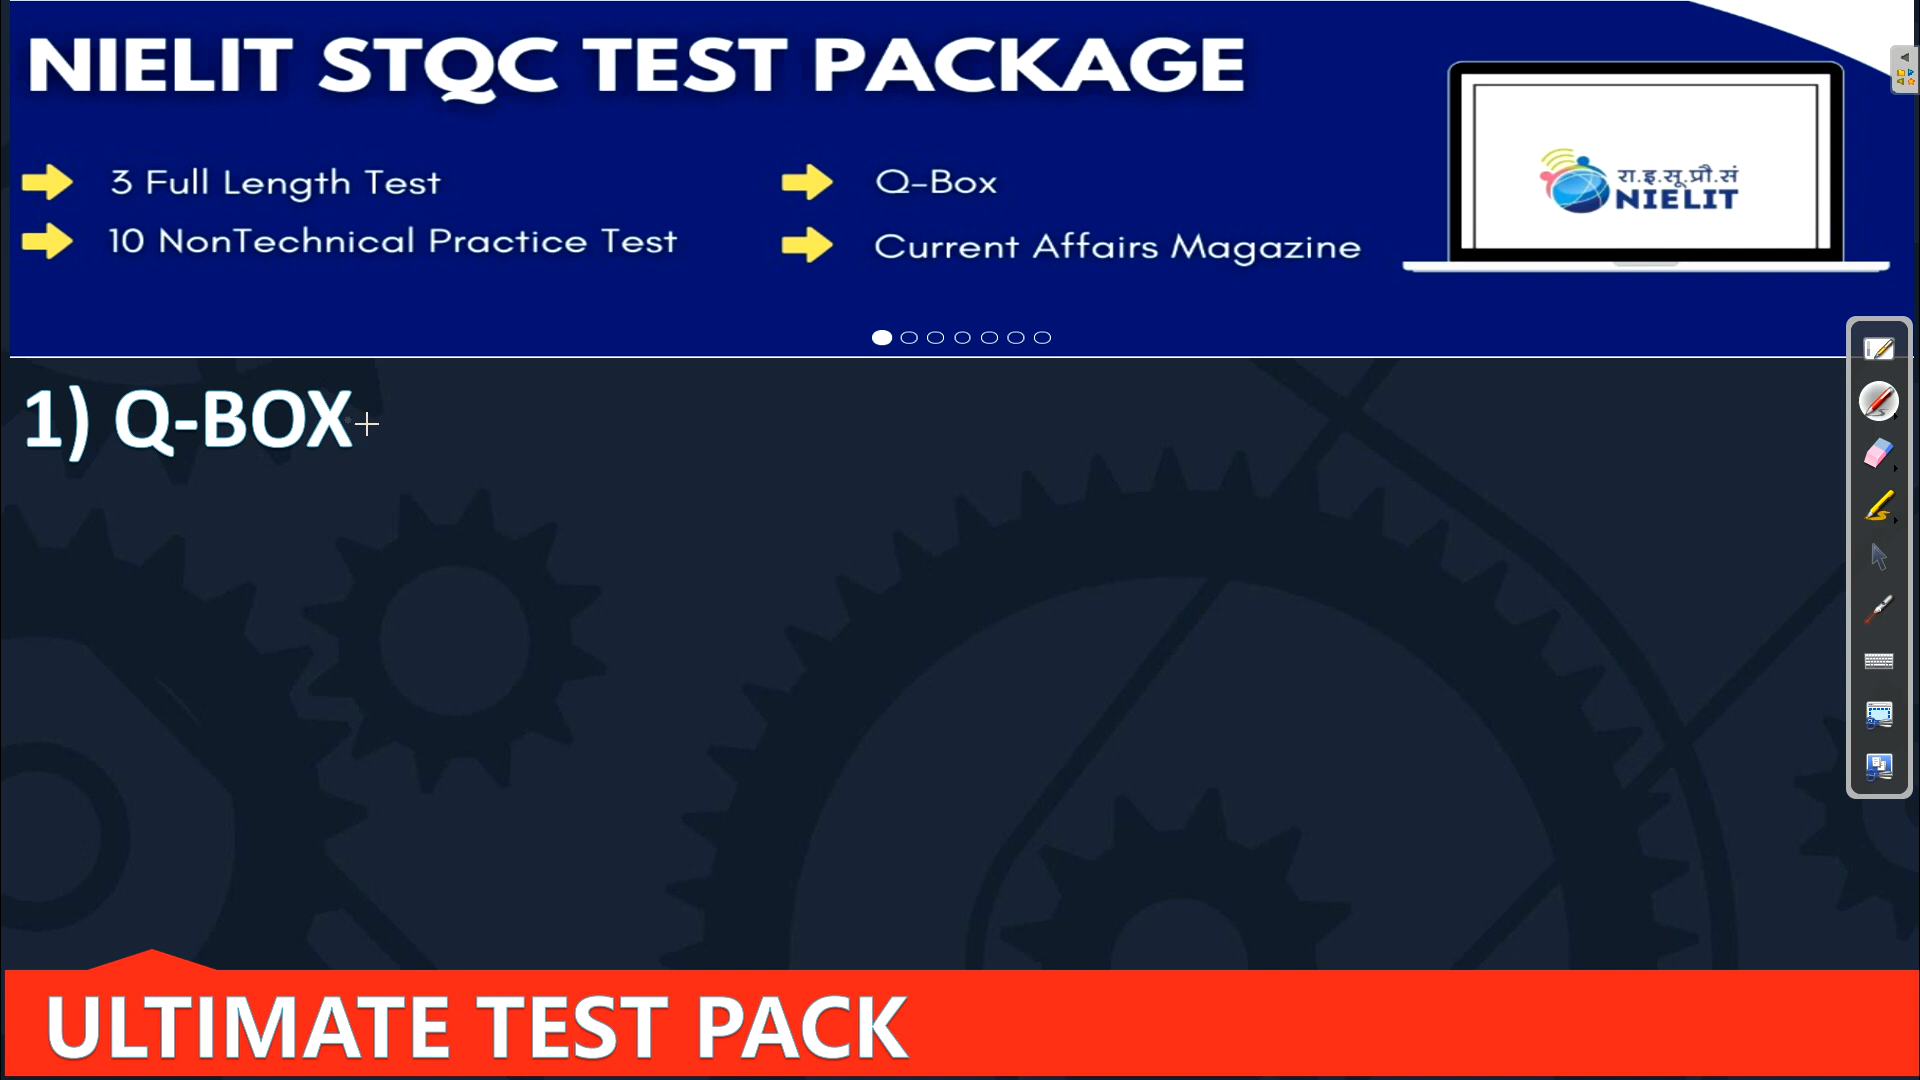 NIELIT STQC TEST PACKAGE
3 Full Length Test
10 NonTechnical Practice Test
Q-Box
Current Affairs Magazine
रा.इ.सू.प्रौ.सं
NIELIT
1) Q-BOX
ULTIMATE TEST PACK